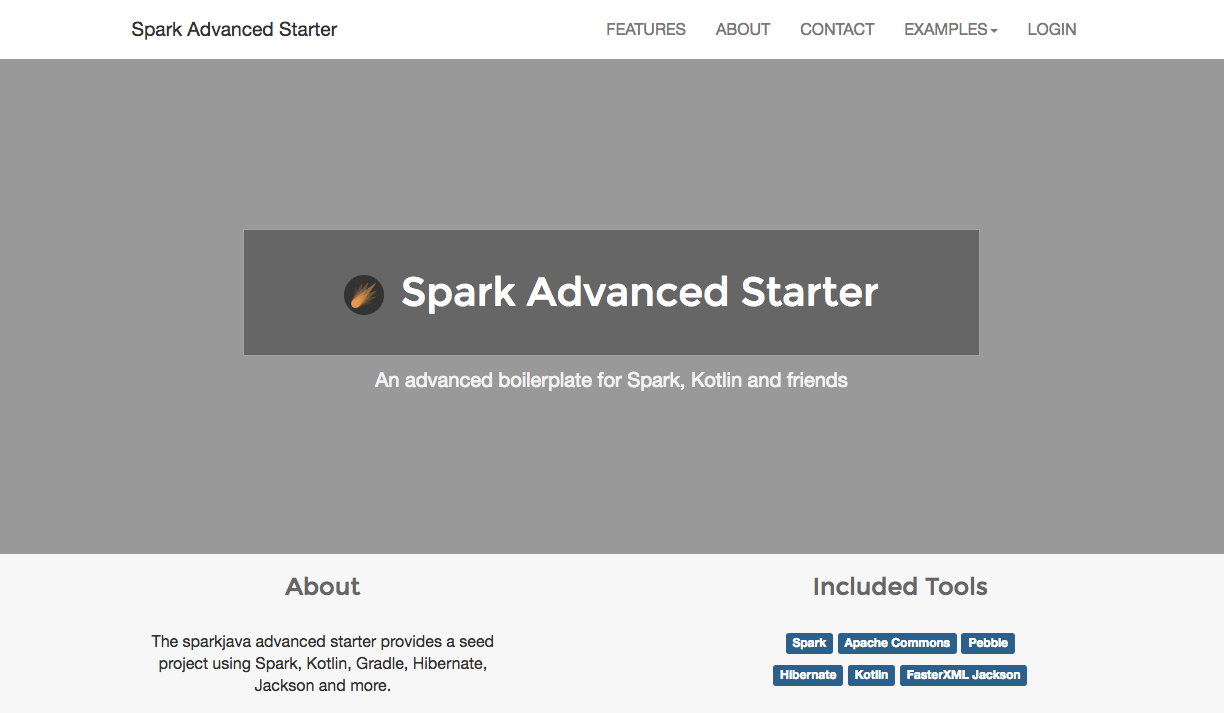 Spark Advanced Starter FEATURES ABOUT CONTACT EXAMPLES LOGIN
Spark Advanced Starter
An advanced boilerplate for Spark, Kotlin and friends
About
The sparkjava advanced starter provides a seed
project using Spark, Kotlin, Gradle, Hibernate,
Jackson and more.
Included Tools
Spark Apache Commons Pebble
Hibernate Kotlin FasterXML Jackson